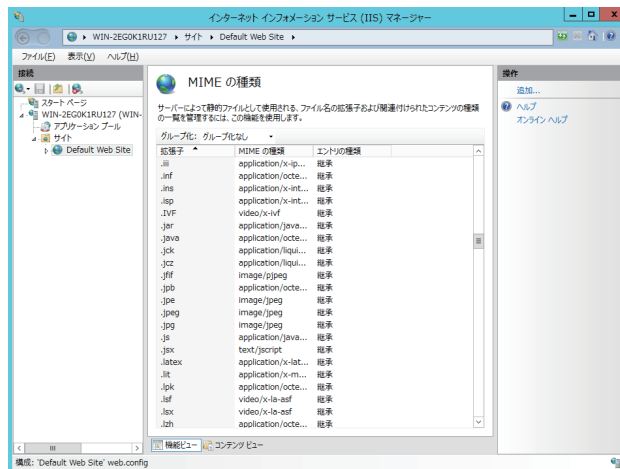 インターネット インフォメーション サービス (IIS) マネージャー
WIN-2EG0K1RU127 ▸ サイト ▸ Default Web Site ▸
ファイル(F) 表示(V) ヘルプ(H)
接続
スタート ページ
WIN-2EG0K1RU127 (WIN-
アプリケーション プール
サイト
Default Web Site
MIME の種類
サーバーによって静的ファイルとして使用される、ファイル名の拡張子および関連付けられたコンテンツの種類
の一覧を管理するには、この機能を使用します。
グループ化: グループ化なし
拡張子 MIME の種類 エントリの種類
.iii application/x-ip... 継承
.inf application/octe... 継承
.ins application/x-int... 継承
.isp application/x-int... 継承
.IVF video/x-ivf 継承
.jar application/java... 継承
.java application/octe... 継承
.jck application/liqui... 継承
.jcz application/liqui... 継承
.jfif image/pjpeg 継承
.jpb application/octe... 継承
.jpe image/jpeg 継承
.jpeg image/jpeg 継承
.jpg image/jpeg 継承
.js application/java... 継承
.jsx text/jscript 継承
.latex application/x-lat... 継承
.lit application/x-m... 継承
.lpk application/octe... 継承
.lsf video/x-la-asf 継承
.lsx video/x-la-asf 継承
.lzh application/octe... 継承
機能ビュー コンテンツ ビュー
操作
追加...
ヘルプ
オンライン ヘルプ
構成: 'Default Web Site' web.config